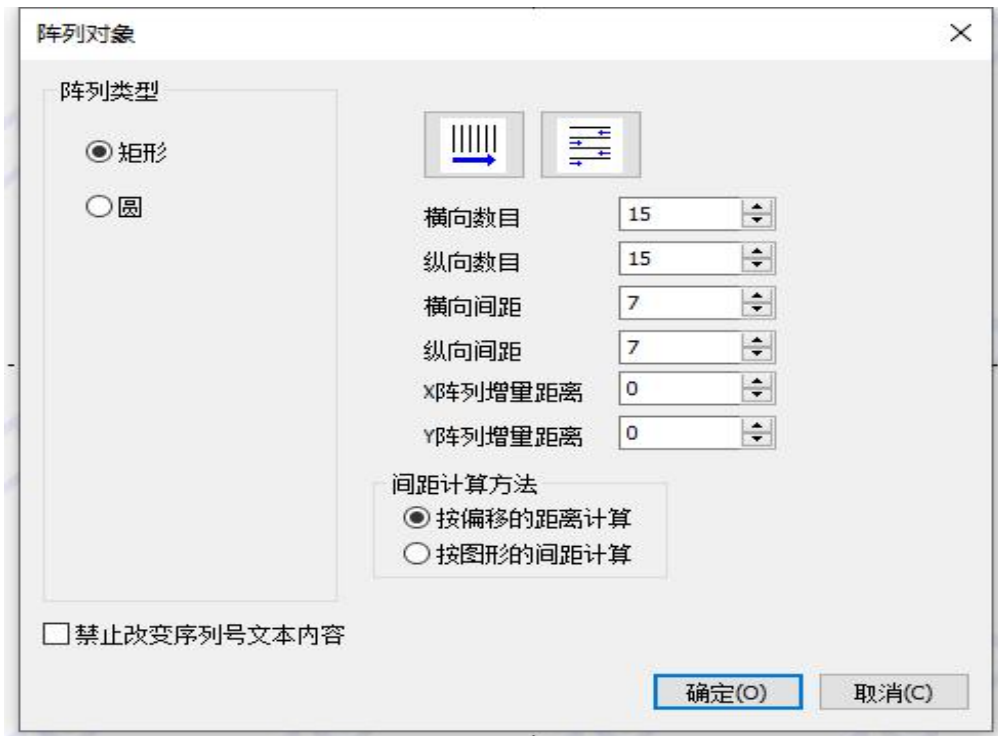 阵列对象
阵列类型
矩形
圆
横向数目 15
纵向数目 15
横向间距 7
纵向间距 7
X阵列增量距离 0
Y阵列增量距离 0
间距计算方法
按偏移的距离计算
按图形的间距计算
禁止改变序列号文本内容
确定(O) 取消(C)